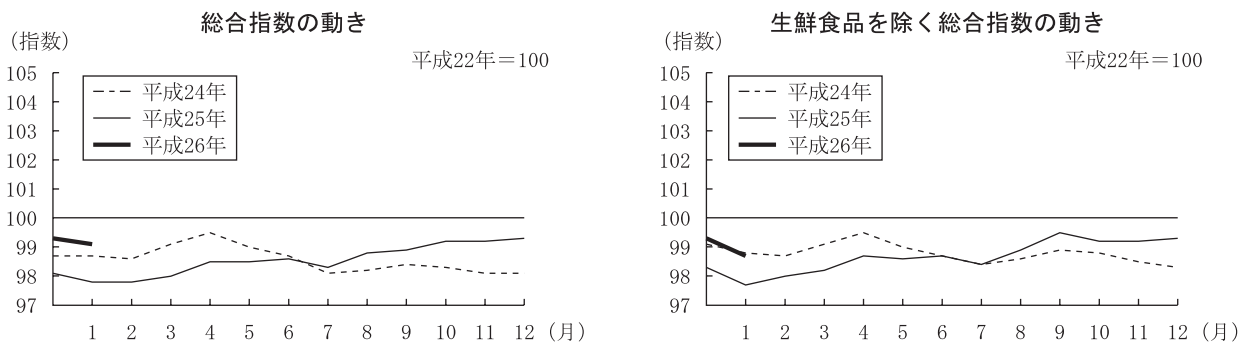 総合指数の動き
(指数)
平成22年＝100
105
104
103
102
101
100
99
98
97
平成24年
平成25年
平成26年
1 2 3 4 5 6 7 8 9 10 11 12 (月)
生鮮食品を除く総合指数の動き
(指数)
平成22年＝100
105
104
103
102
101
100
99
98
97
平成24年
平成25年
平成26年
1 2 3 4 5 6 7 8 9 10 11 12 (月)